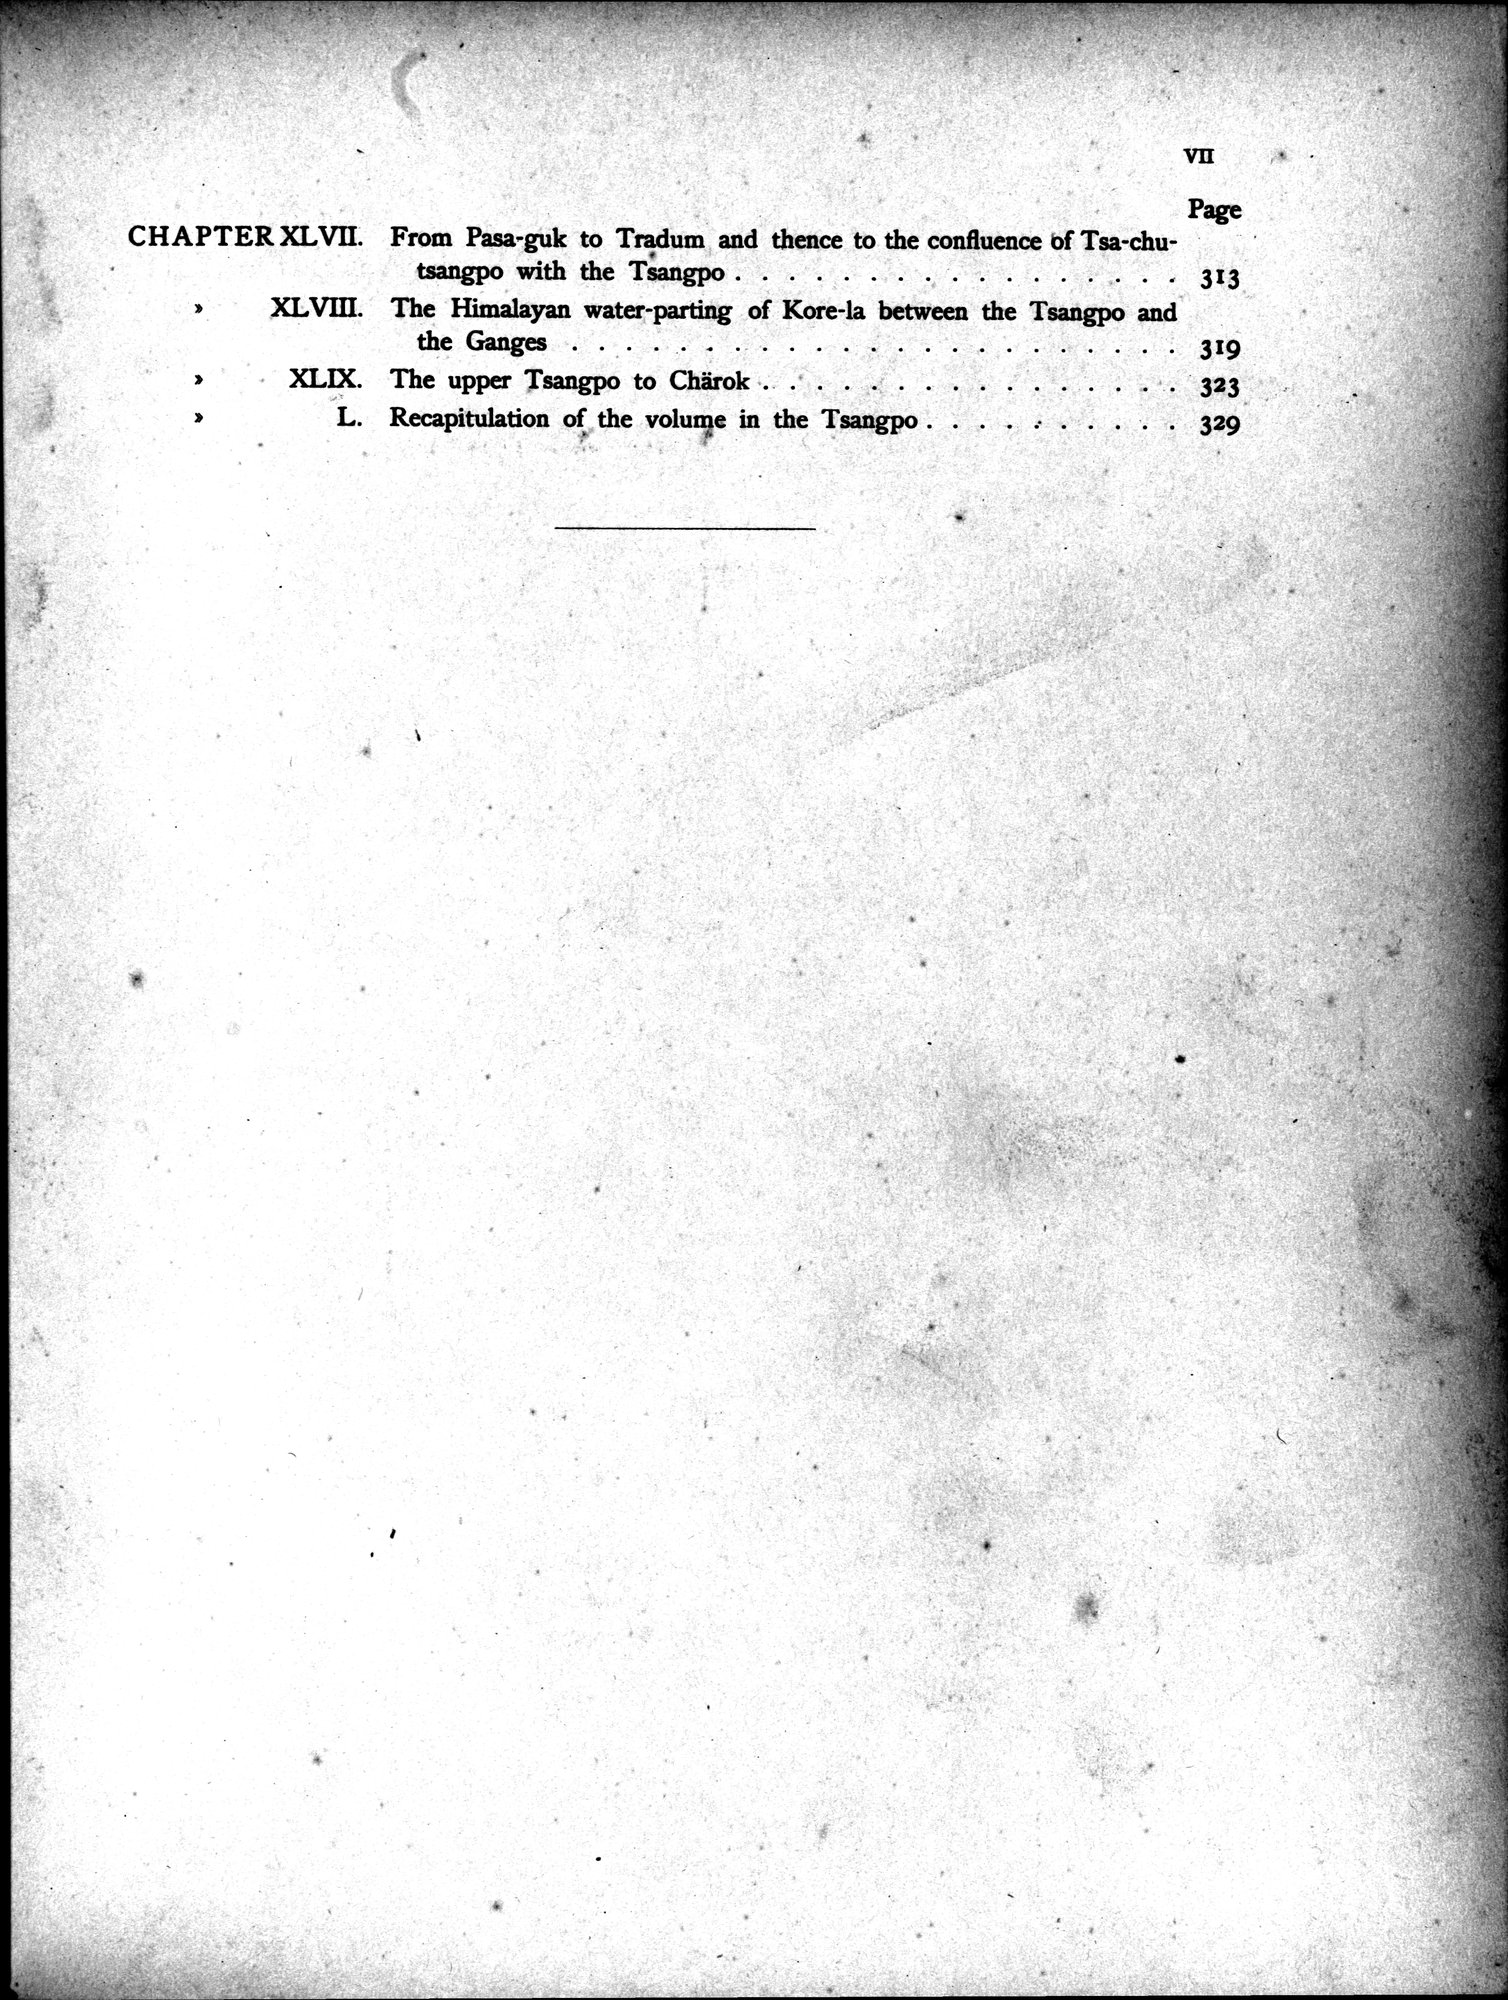 VII
Page
CHAPTER XLVII. From Pasa-guk to Tradum and thence to the confluence of Tsa-chu-
tsangpo with the Tsangpo . . . . . . . . . . . . . . . . . 313
» XLVIII. The Himalayan water-parting of Kore-la between the Tsangpo and
the Ganges . . . . . . . . . . . . . . . . . . . . . . . 319
» XLIX. The upper Tsangpo to Chärok . . . . . . . . . . . . . . . . 323
» L. Recapitulation of the volume in the Tsangpo . . . . . . . . . . 329